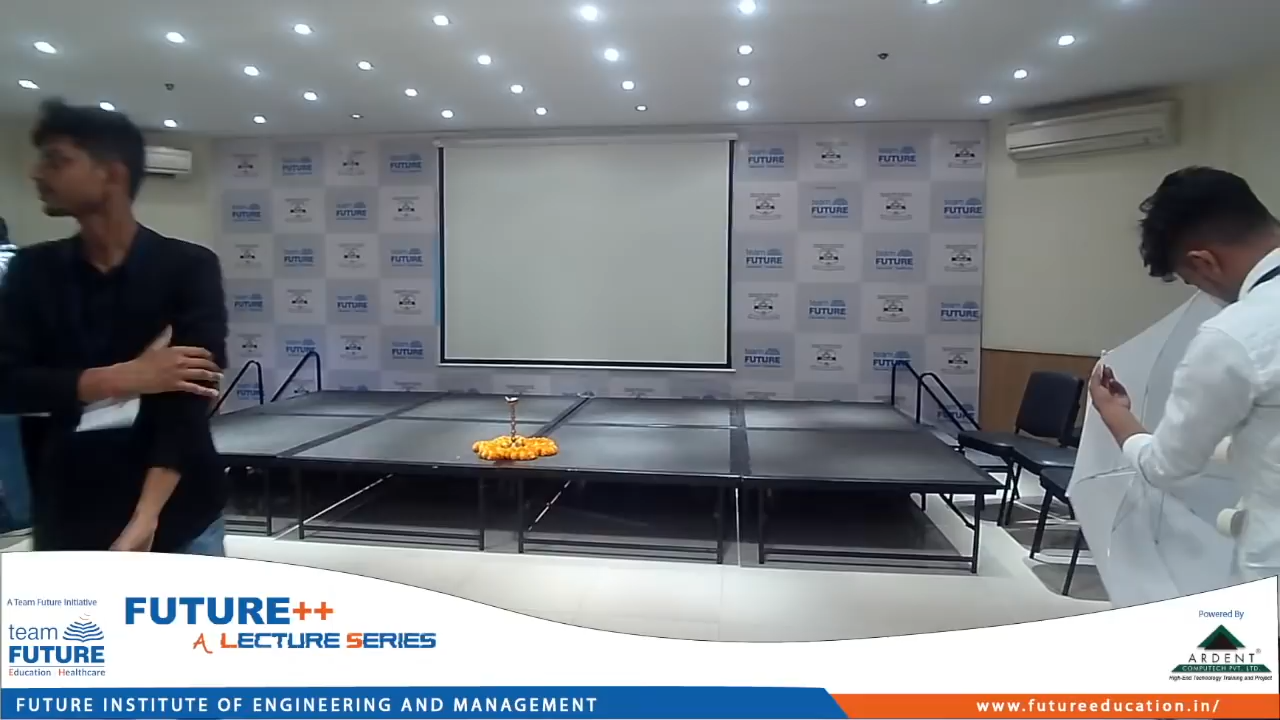 team
FUTURE
A Team Future Initiative
team
FUTURE
Education Healthcare
FUTURE++
A LECTURE SERIES
Powered By
ARDENT®
COMPUTECH PVT. LTD.
High-End Technology Training and Project
FUTURE INSTITUTE OF ENGINEERING AND MANAGEMENT
www.futureeducation.in/